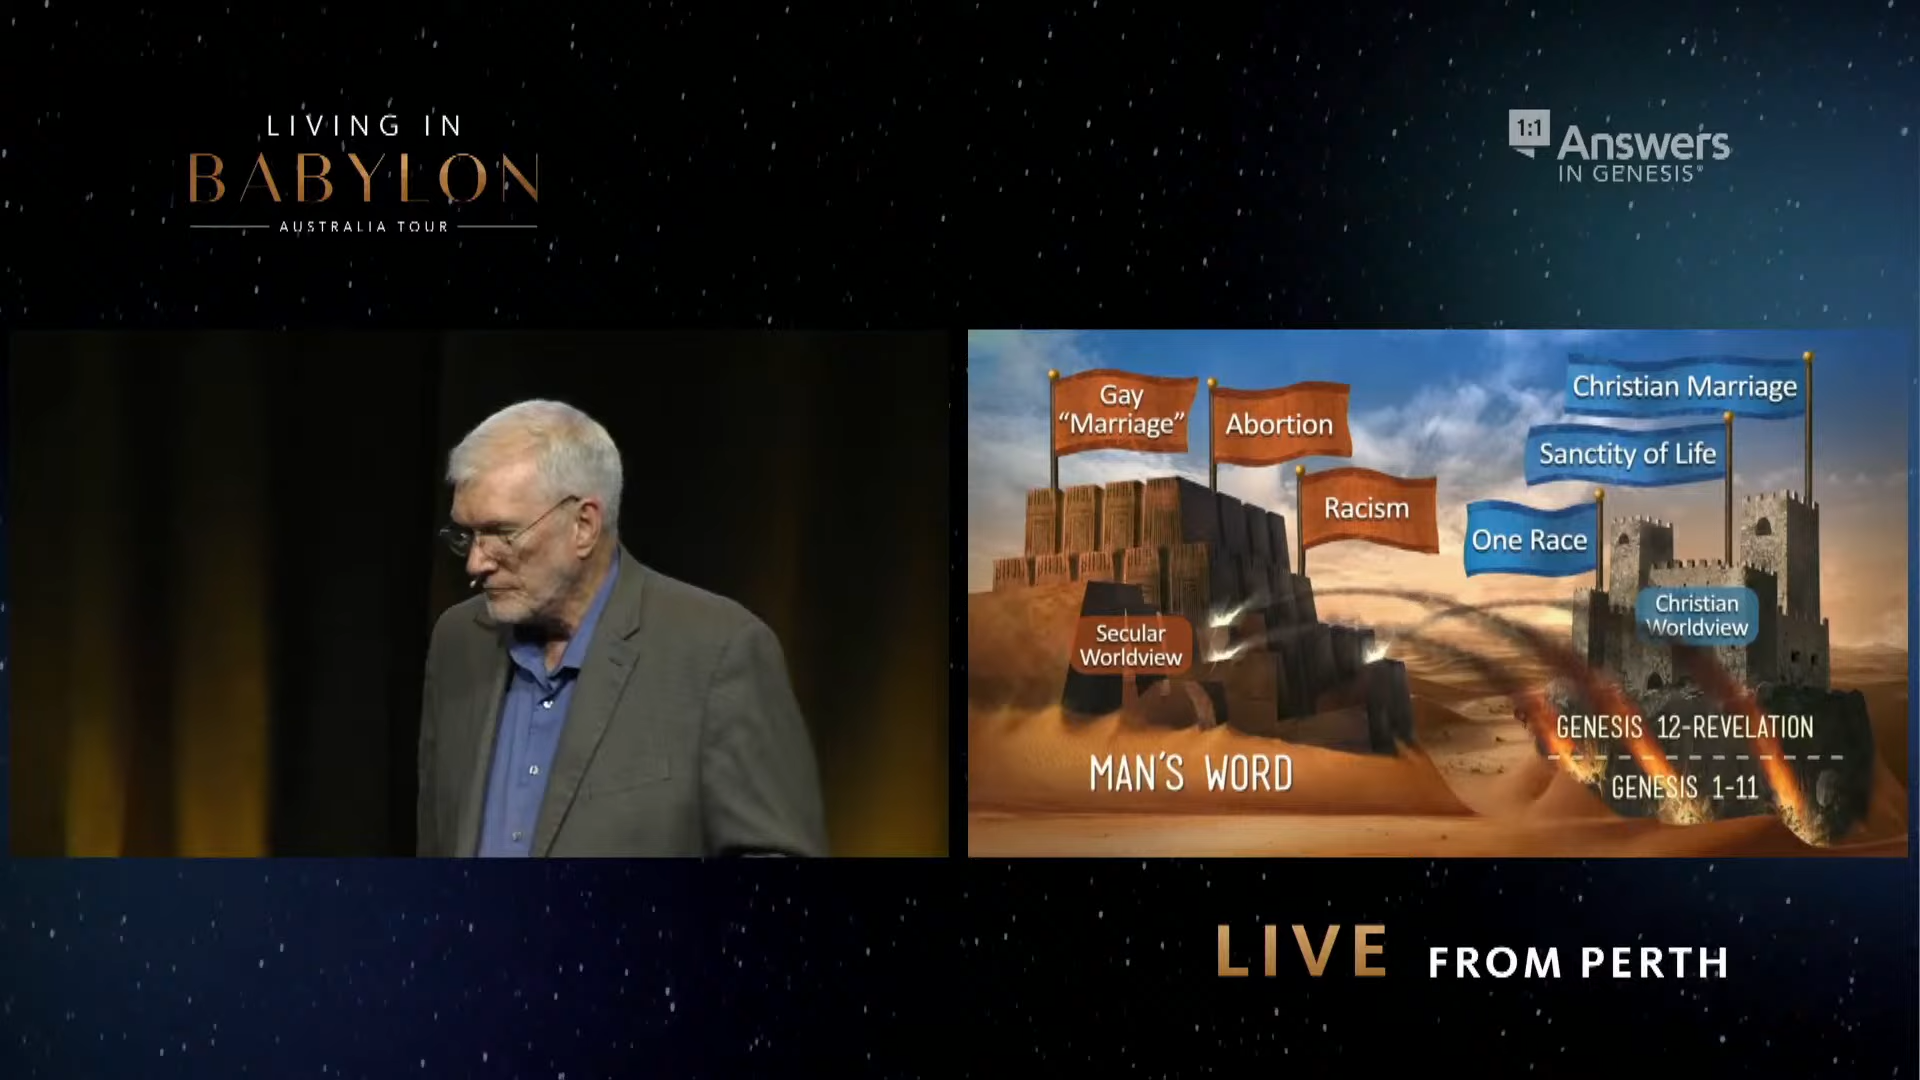 LIVING IN
BABYLON
AUSTRALIA TOUR
1:1
Answers
IN GENESIS®
Gay
“Marriage”
Abortion
Racism
Christian Marriage
Sanctity of Life
One Race
Secular
Worldview
Christian
Worldview
MAN'S WORD
GENESIS 12-REVELATION
GENESIS 1-11
LIVE FROM PERTH